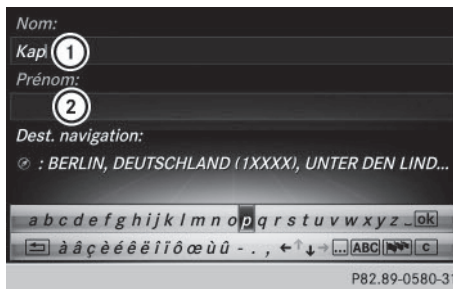 Nom:
Kap 1
Prénom:
2
Dest. navigation:
: BERLIN, DEUTSCHLAND (1XXXX), UNTER DEN LIND...
a b c d e f g h i j k l m n o p q r s t u v w x y z _ ok
à â ç è é ê ë î ï ô œ ù û - . , ←↑↓→ ... ABC c
P82.89-0580-31